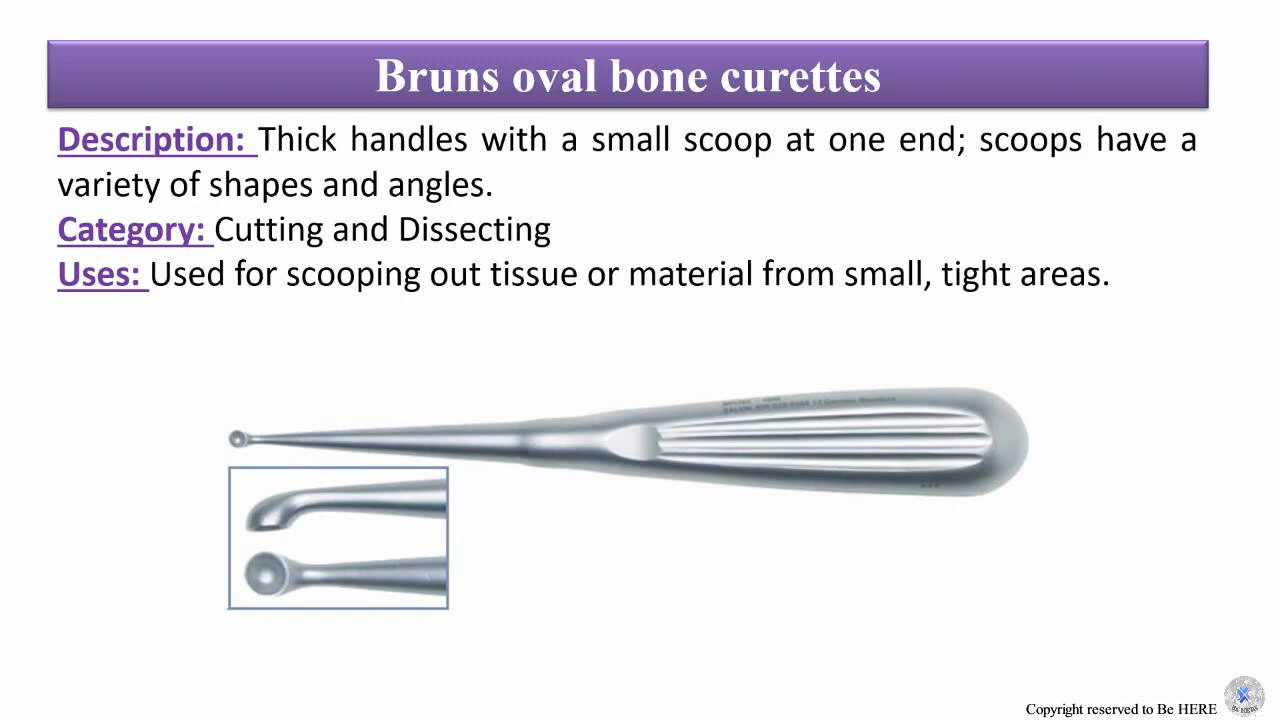 Bruns oval bone curettes
Description: Thick handles with a small scoop at one end; scoops have a
variety of shapes and angles.
Category: Cutting and Dissecting
Uses: Used for scooping out tissue or material from small, tight areas.
Copyright reserved to Be HERE
Be HERE